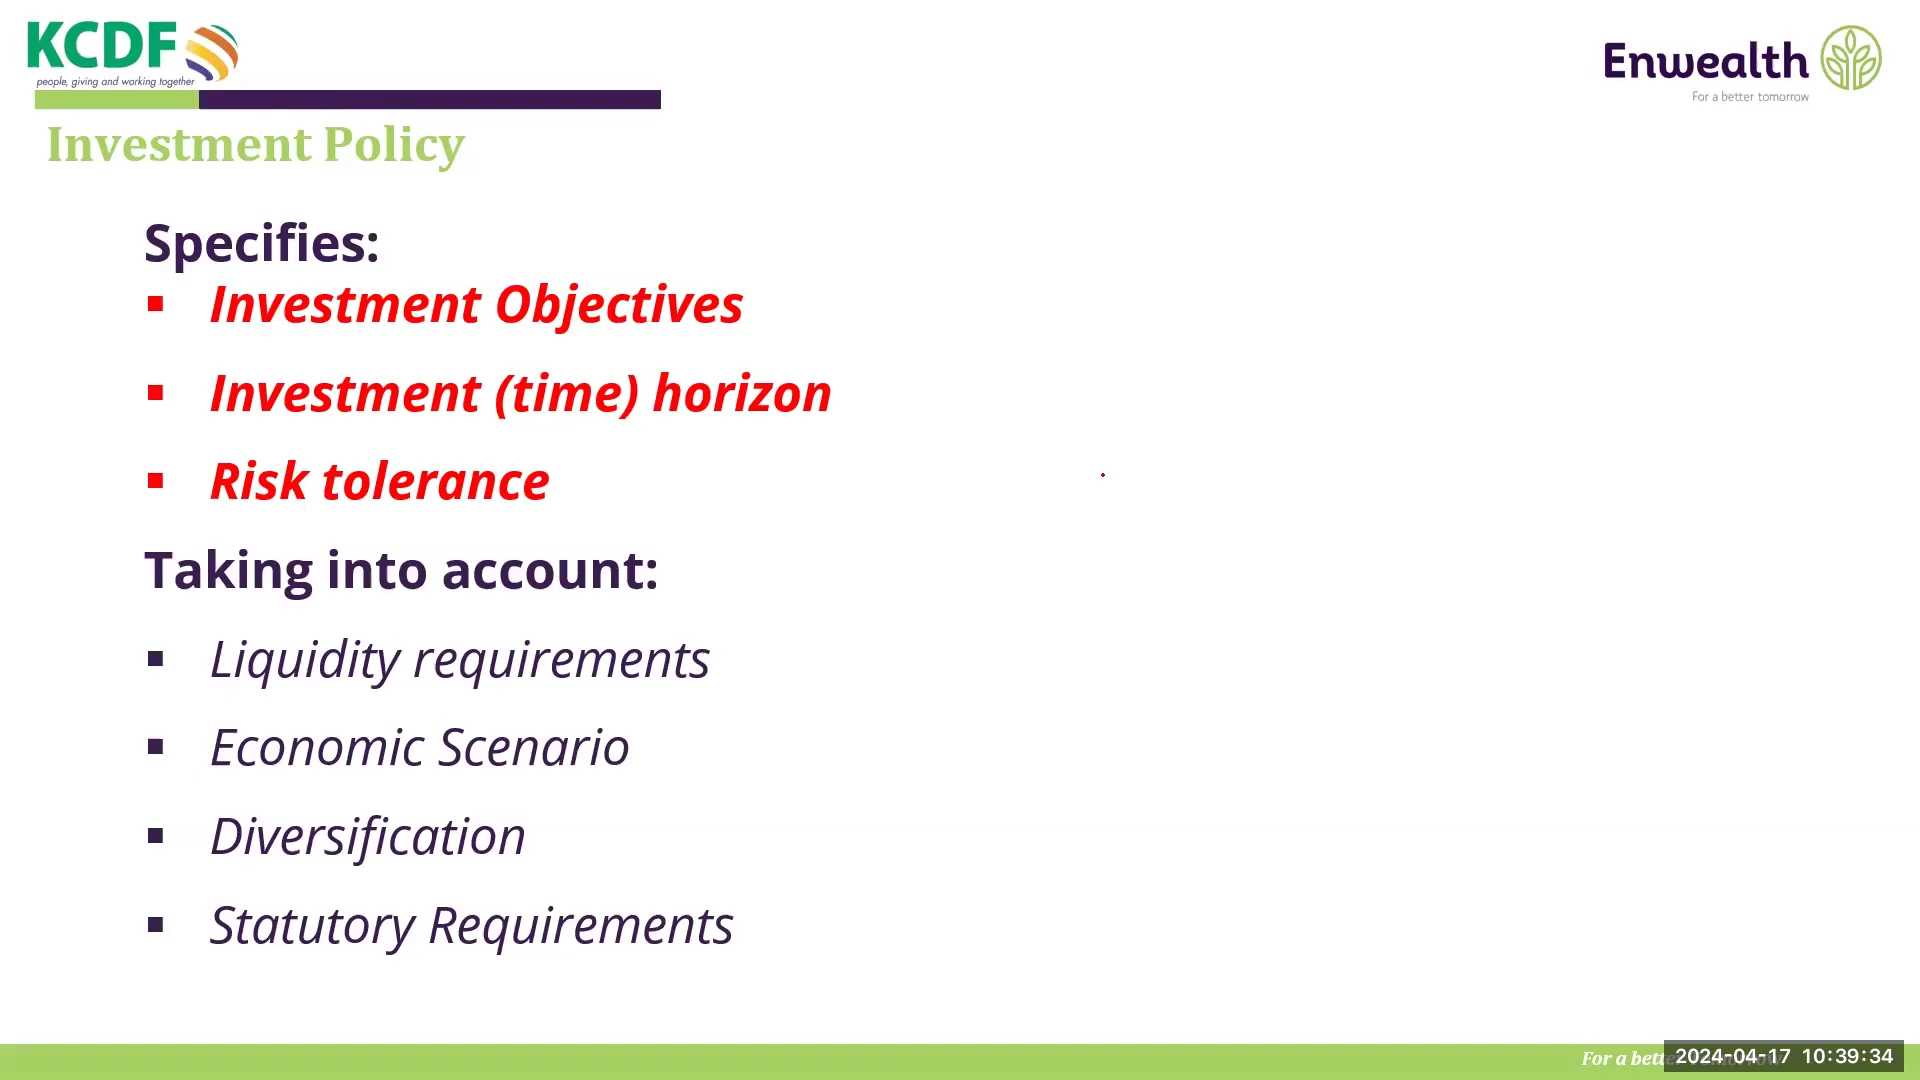 KCDF
people, giving and working together
Enwealth
For a better tomorrow
Investment Policy
Specifies:
▪ Investment Objectives
▪ Investment (time) horizon
▪ Risk tolerance
Taking into account:
▪ Liquidity requirements
▪ Economic Scenario
▪ Diversification
▪ Statutory Requirements
For a
2024-04-17 10:39:34